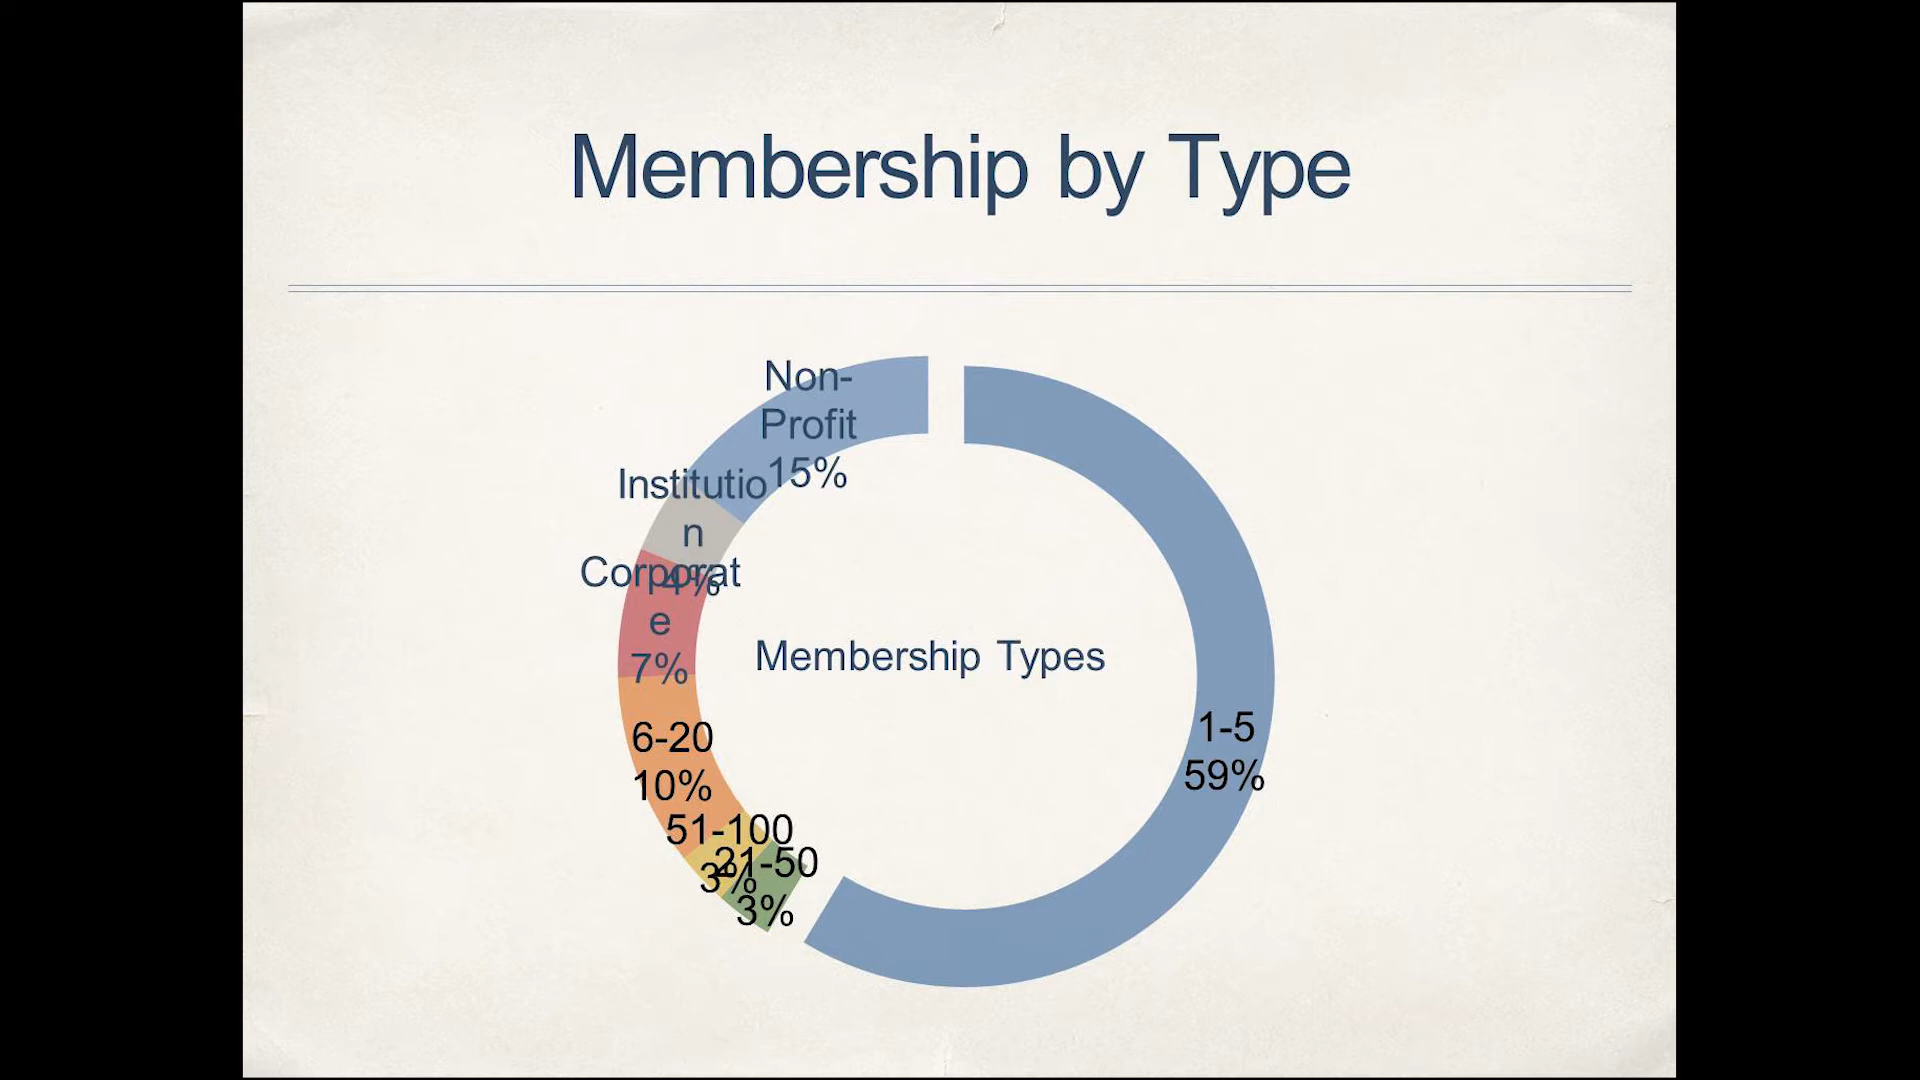 Membership by Type
Non-
Profit
15%
Institutio
n
4%
Corporat
e
7%
Membership Types
6-20
10%
1-5
59%
51-100
3%
21-50
3%